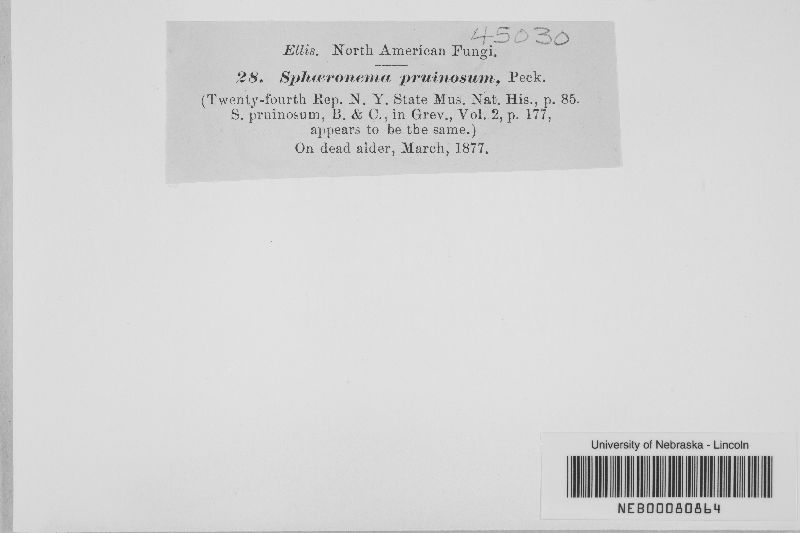 45030
Ellis. North American Fungi.
28. Sphæronema pruinosum, Peck.
(Twenty-fourth Rep. N. Y. State Mus. Nat. His., p. 85.
S. pruinosum, B. & C., in Grev., Vol. 2, p. 177,
appears to be the same.)
On dead alder, March, 1877.
University of Nebraska - Lincoln
NEB00080864